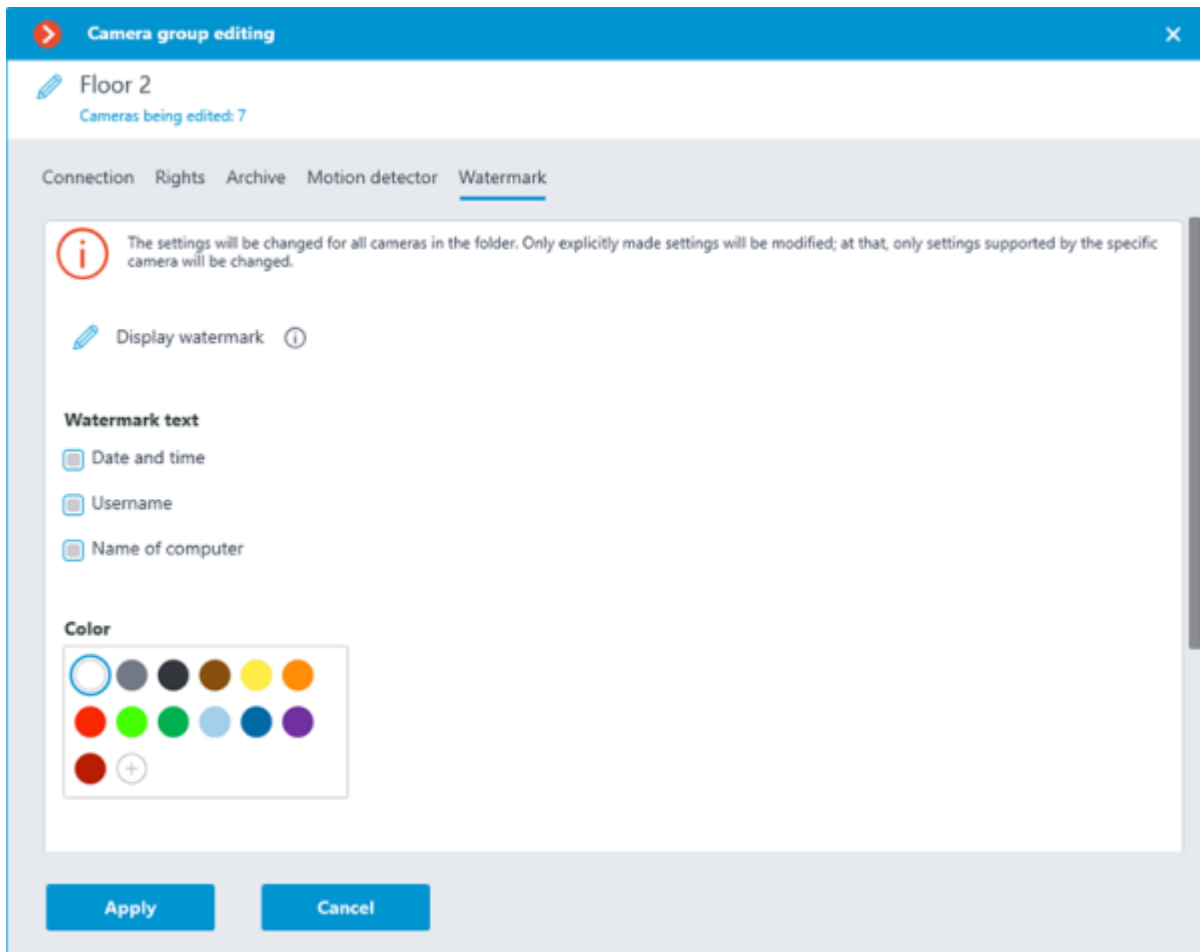 Camera group editing
Floor 2
Cameras being edited: 7
Connection Rights Archive Motion detector Watermark
The settings will be changed for all cameras in the folder. Only explicitly made settings will be modified; at that, only settings supported by the specific
camera will be changed.
Display watermark
Watermark text
Date and time
Username
Name of computer
Color
Apply Cancel